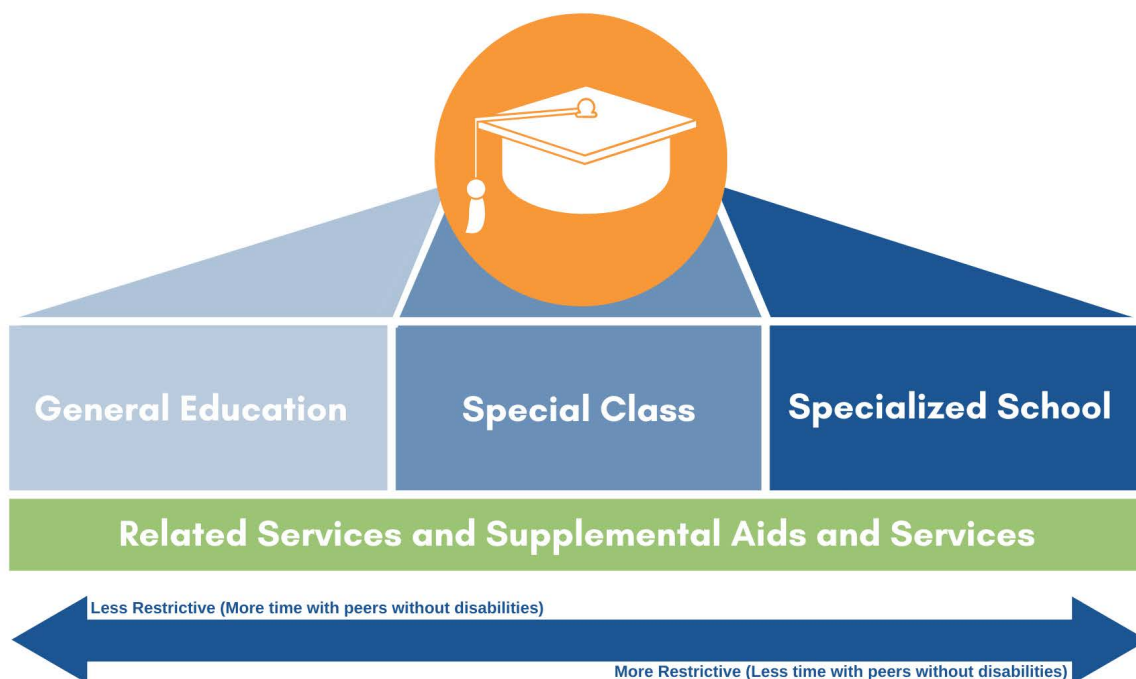 General Education
Special Class
Specialized School
Related Services and Supplemental Aids and Services
Less Restrictive (More time with peers without disabilities)
More Restrictive (Less time with peers without disabilities)